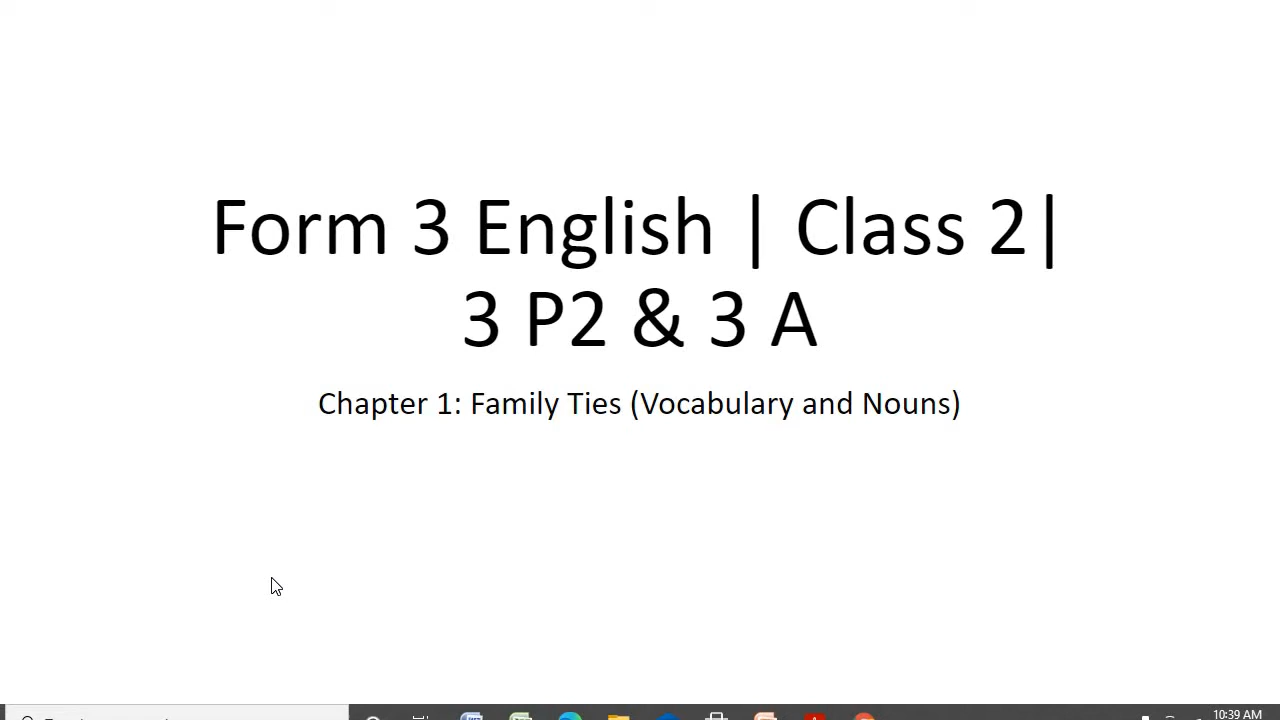 Form 3 English | Class 2|
3 P2 & 3 A
Chapter 1: Family Ties (Vocabulary and Nouns)
10:39 AM